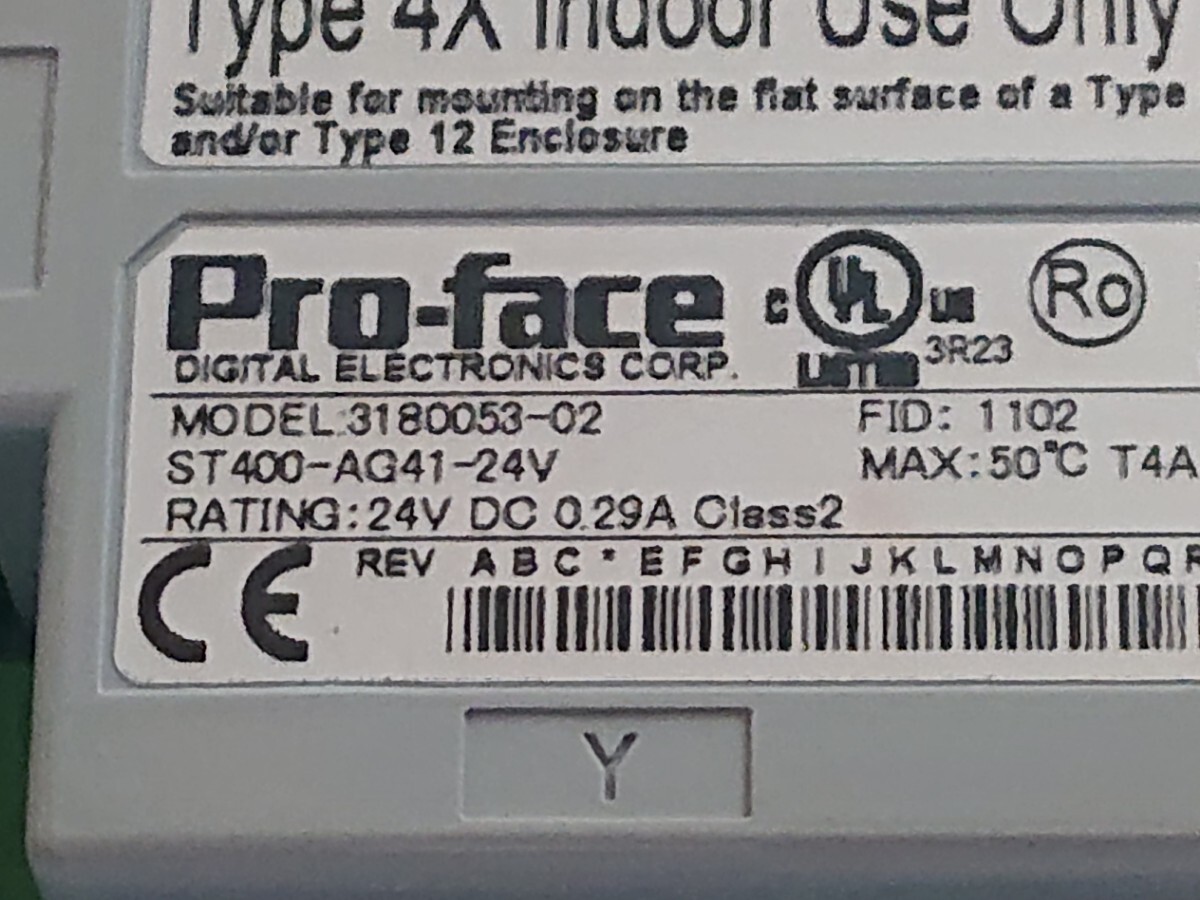 Type 4X Indoor Use Only
Suitable for mounting on the flat surface of a Type
and/or Type 12 Enclosure
Pro-face
DIGITAL ELECTRONICS CORP.
C UL US
LISTED 3R23
Ro
MODEL:3180053-02 FID: 1102
ST400-AG41-24V MAX:50℃ T4A
RATING:24V DC 0.29A Class2
CE REV A B C * E F G H I J K L M N O P Q R
Y